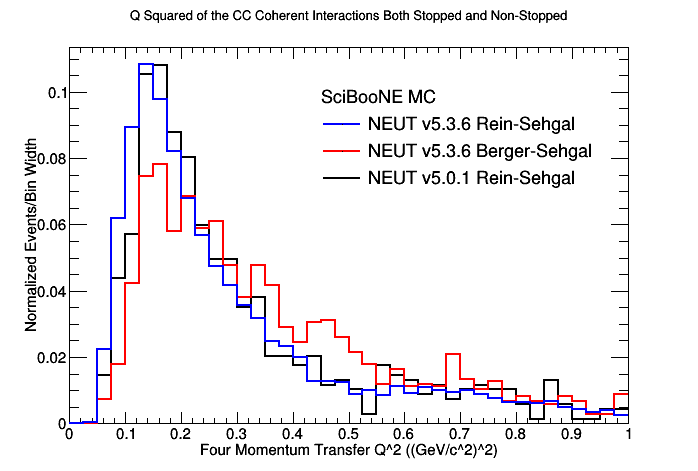 Q Squared of the CC Coherent Interactions Both Stopped and Non-Stopped
Normalized Events/Bin Width
0.1
0.08
0.06
0.04
0.02
0
SciBooNE MC
NEUT v5.3.6 Rein-Sehgal
NEUT v5.3.6 Berger-Sehgal
NEUT v5.0.1 Rein-Sehgal
0 0.1 0.2 0.3 0.4 0.5 0.6 0.7 0.8 0.9 1
Four Momentum Transfer Q^2 ((GeV/c^2)^2)